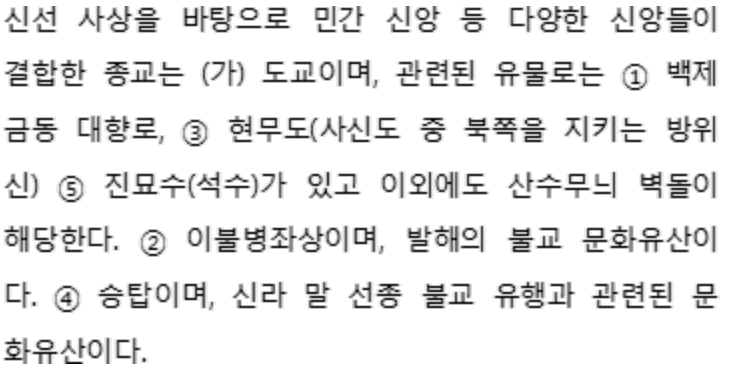 신선 사상을 바탕으로 민간 신앙 등 다양한 신앙들이
결합한 종교는 (가) 도교이며, 관련된 유물로는 ① 백제
금동 대향로, ③ 현무도(사신도 중 북쪽을 지키는 방위
신) ⑤ 진묘수(석수)가 있고 이외에도 산수무늬 벽돌이
해당한다. ② 이불병좌상이며, 발해의 불교 문화유산이
다. ④ 승탑이며, 신라 말 선종 불교 유행과 관련된 문
화유산이다.